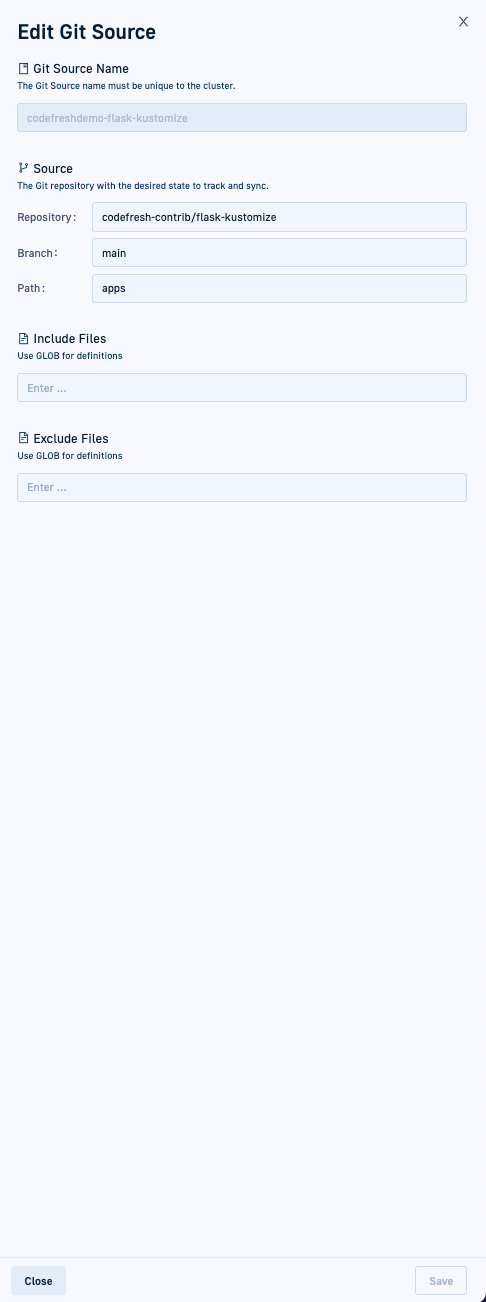 Edit Git Source
Git Source Name
The Git Source name must be unique to the cluster.
codefreshdemo-flask-kustomize
Source
The Git repository with the desired state to track and sync.
Repository: codefresh-contrib/flask-kustomize
Branch: main
Path: apps
Include Files
Use GLOB for definitions
Enter ...
Exclude Files
Use GLOB for definitions
Enter ...
Close Save